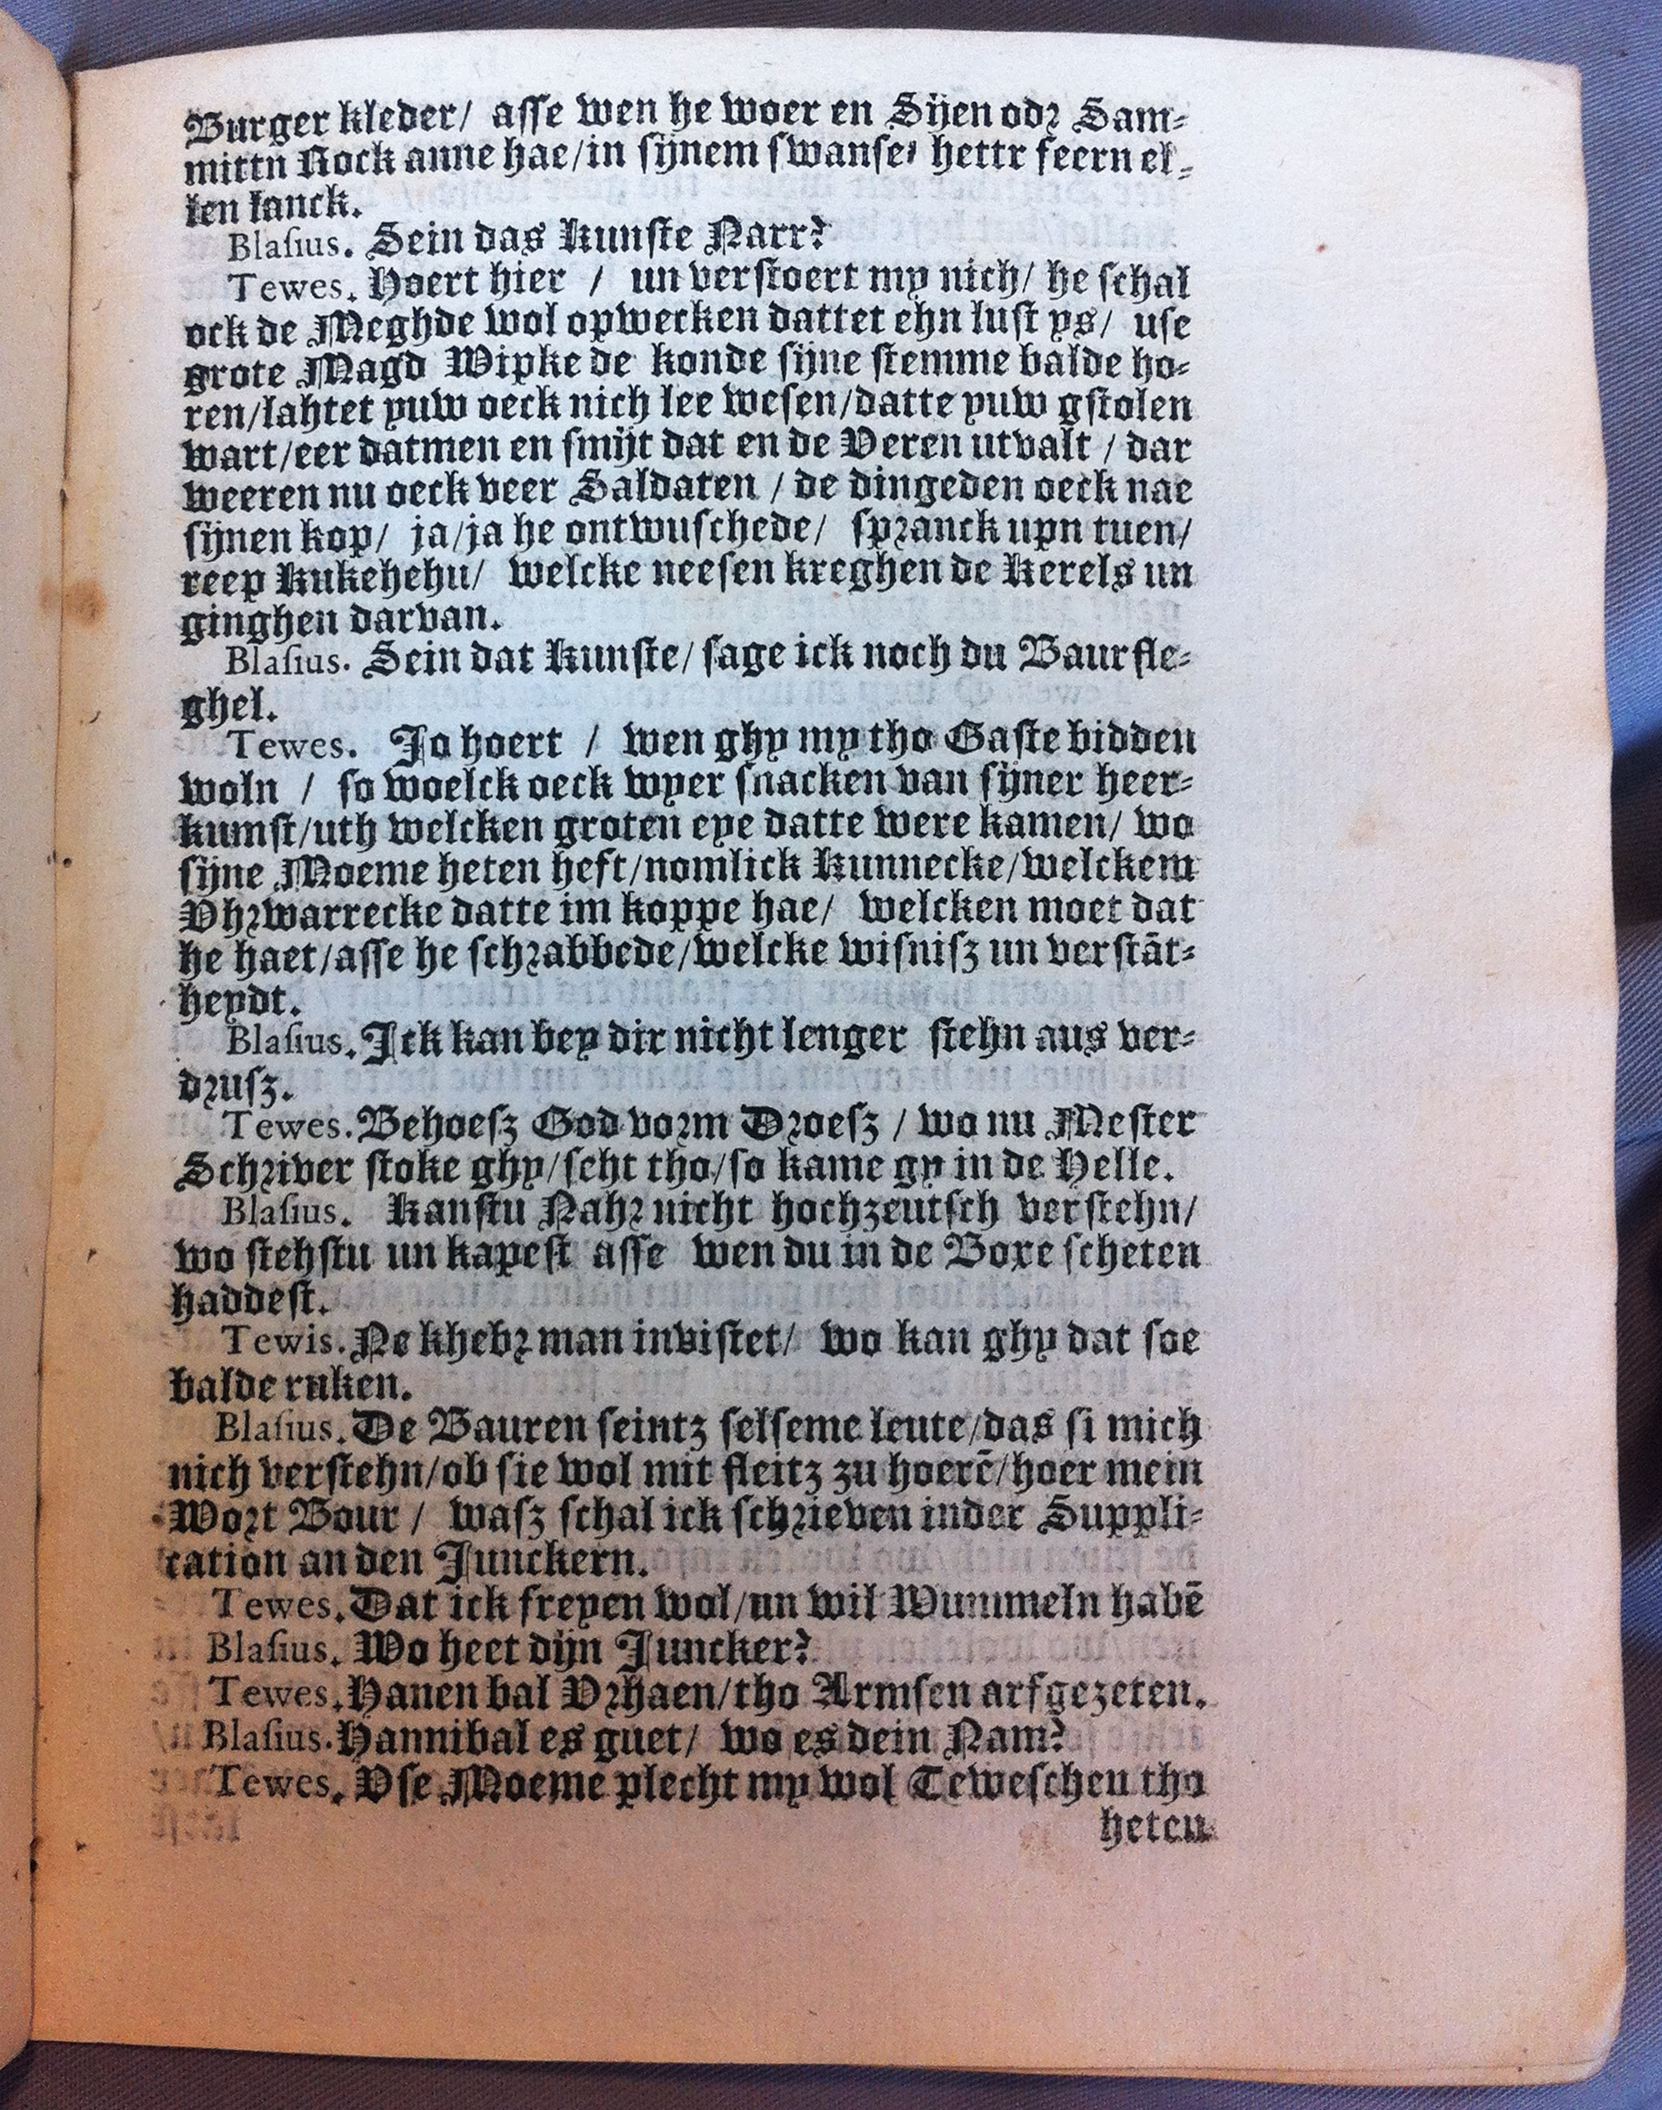 Burger kleder/ asse wen he woer en Sijen odr Sam-
mittn Rock anne hae/in sijnem swanse/ hettr feern el-
len lanck.
Blasius. Sein das Kunste Narr?
Tewes. Hoert hier / un verstoert my nich/ he schal
ock de Meghde wol opwecken dattet ehn lust ys/ use
grote Magd Wipke de konde sijne stemme balde ho-
ren/lahtet yuw oeck nich lee wesen/datte yuw gstolen
wart/eer datmen en smijt dat en de Veren utvalt / dar
weeren nu oeck veer Saldaten / de dingeden oeck nae
sijnen kop/ ja/ja he ontwuschede/ spranck upn tuen/
reep Kukehehu/ welcke neesen kreghen de Kerels un
ginghen darvan.
Blasius. Sein dat Kunste/ sage ick noch du Baurfle-
ghel.
Tewes. Jo hoert / wen ghy my tho Gaste bidden
woln / so woelck oeck wyer snacken van sijner heer-
kumst/uth welcken groten eye datte were kamen/ wo
sijne Moeme heten heft/nomlick Kunnecke/welckem
Vhrwarrecke datte im koppe hae/ welcken moet dat
he haet/asse he schrabbede/welcke wisnisz un verstāt-
heydt.
Blasius. Ick kan bey dir nicht lenger stehn aus ver-
drusz.
Tewes. Behoesz God vorm Droesz / wo nu Mester
Schriver stoke ghy/seht tho/so kame gy in de Helle.
Blasius. Kanstu Nahr nicht hochzeutsch verstehn/
wo stehstu un kapest asse wen du in de Boxe scheten
haddest.
Tewis. Ne khebr man invistet/ wo kan ghy dat soe
balde ruken.
Blasius. De Bauren seintz selseme leute/das si mich
nich verstehn/ob sie wol mit fleitz zu hoerē/hoer mein
Wort Bour / wasz schal ick schrieven inder Suppli-
cation an den Junckern.
Tewes. Dat ick freyen wol/un wil Wummeln habē
Blasius. Wo heet dijn Juncker?
Tewes. Hanen bal Vrhaen/tho Armsen arfgezeten.
Blasius. Hannibal es guet/ wo es dein Nam?
Tewes. Vse Moeme plecht my wol Teweschen tho
heten